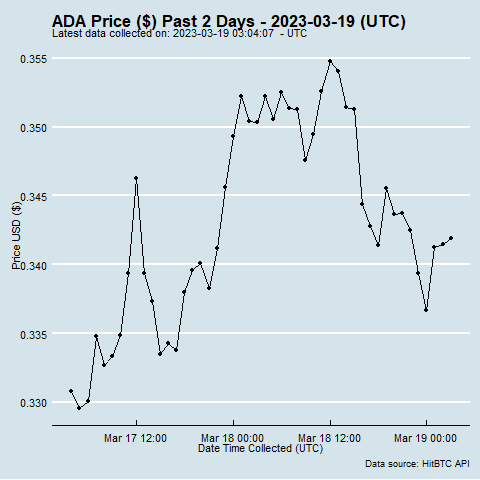 ADA Price ($) Past 2 Days - 2023-03-19 (UTC)
Latest data collected on: 2023-03-19 03:04:07  - UTC
0.355
0.350
0.345
0.340
0.335
0.330
Price USD ($)
Mar 17 12:00
Mar 18 00:00
Mar 18 12:00
Mar 19 00:00
Date Time Collected (UTC)
Data source: HitBTC API